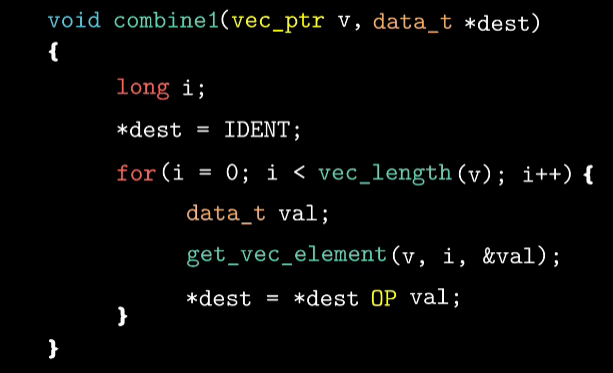 void combine1(vec_ptr v, data_t *dest)
{
long i;
*dest = IDENT;
for(i = 0; i < vec_length(v); i++){
data_t val;
get_vec_element(v, i, &val);
*dest = *dest OP val;
}
}